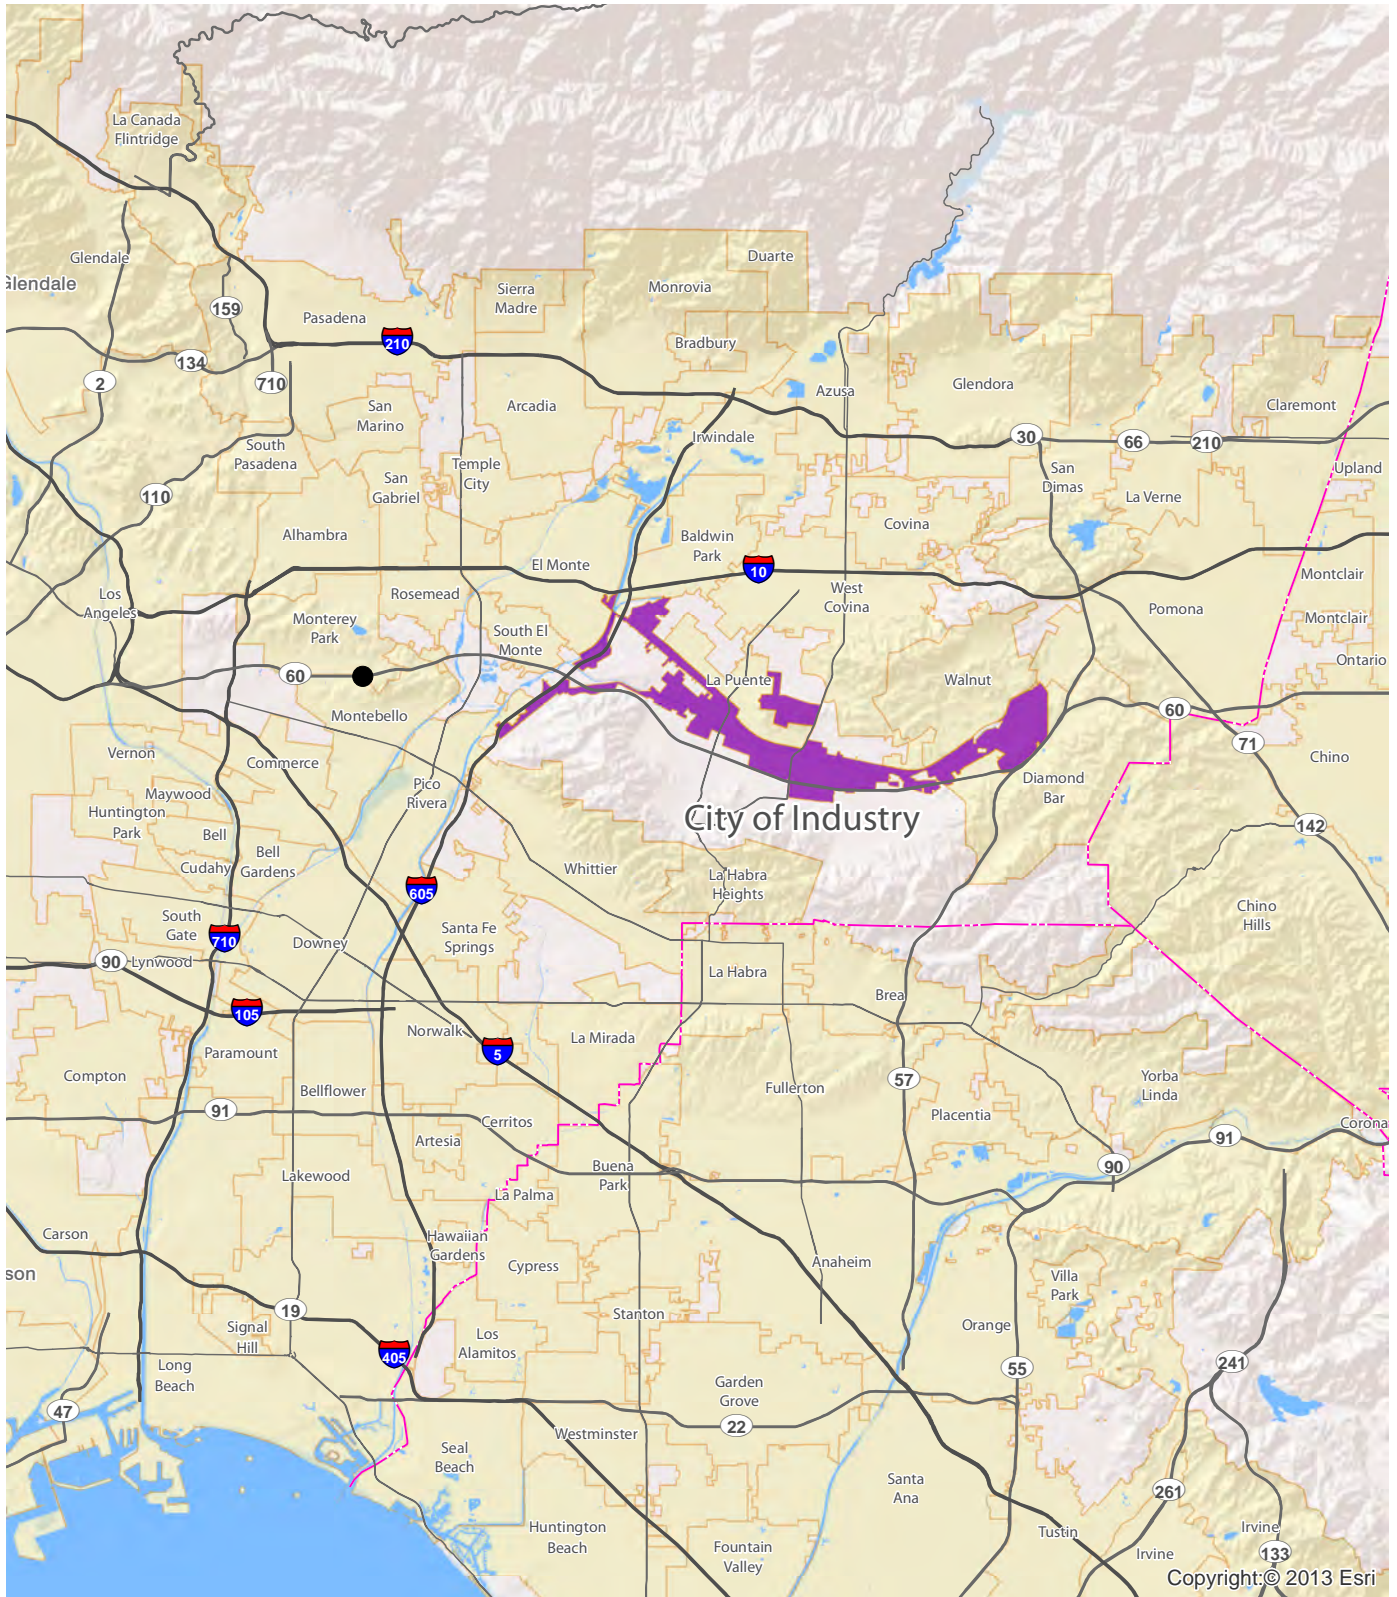 La Canada
Flintridge
Glendale
Glendale
159
Pasadena
210
134
2
710
Sierra
Madre
Monrovia
Duarte
Bradbury
Azusa
Glendora
Claremont
San
Marino
Arcadia
Irwindale
30
66
210
South
Pasadena
Temple
City
San
Gabriel
San
Dimas
La Verne
Upland
110
Alhambra
Covina
Baldwin
Park
El Monte
10
Los
Angeles
Rosemead
West
Covina
Pomona
Montclair
Montclair
Monterey
Park
South El
Monte
Ontario
60
La Puente
Walnut
Montebello
60
71
Vernon
Commerce
Chino
Pico
Rivera
Diamond
Bar
Maywood
Huntington
Park
Bell
City of Industry
142
Cudahy
Bell
Gardens
Whittier
La Habra
Heights
605
South
Gate
710
Downey
Santa Fe
Springs
Chino
Hills
90
Lynwood
La Habra
Brea
105
Norwalk
La Mirada
5
Paramount
Compton
Bellflower
Fullerton
57
Yorba
Linda
91
Cerritos
Placentia
Corona
Artesia
91
90
Lakewood
Buena
Park
La Palma
Carson
Hawaiian
Gardens
Cypress
Anaheim
son
Villa
Park
19
Stanton
Signal
Hill
Los
Alamitos
Orange
405
Long
Beach
241
55
Garden
Grove
47
22
Westminster
Seal
Beach
Santa
Ana
261
Huntington
Beach
Fountain
Valley
Tustin
Irvine
Irvine
133
Copyright:© 2013 Esri